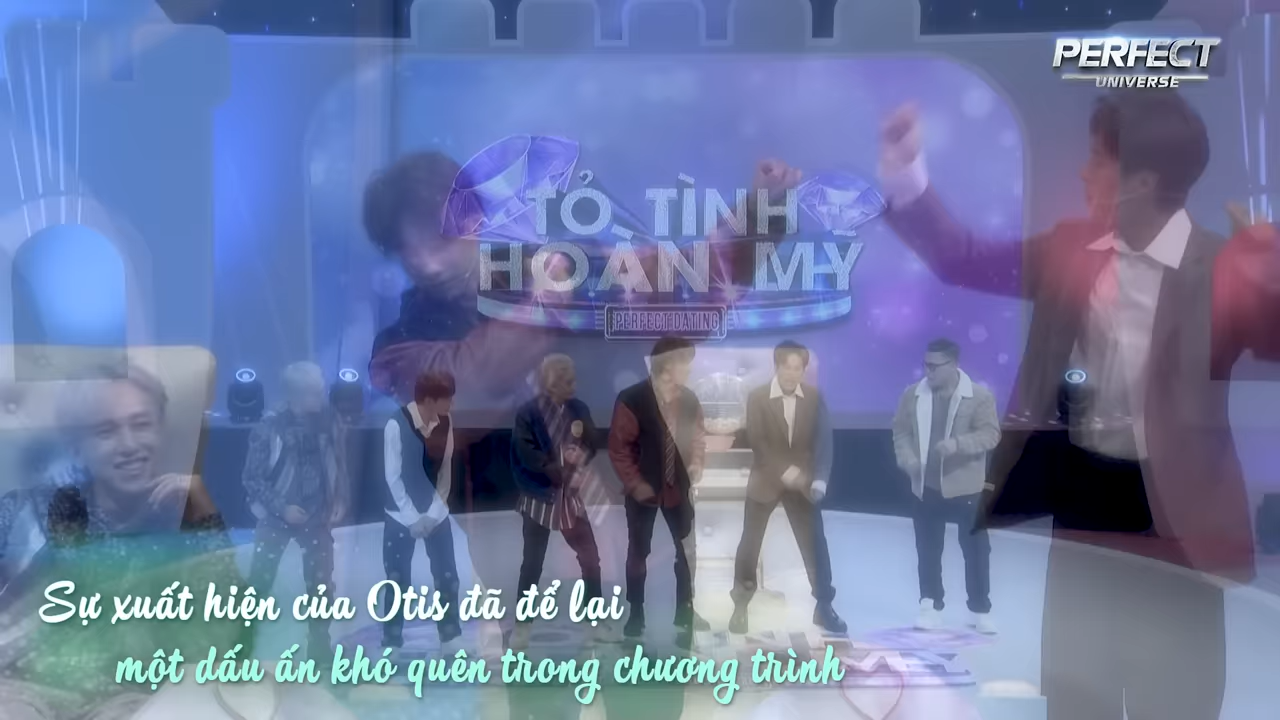 PERFECT
UNIVERSE
TỎ TÌNH
HOÀN MỸ
PERFECT DATING
Sự xuất hiện của Otis đã để lại
một dấu ấn khó quên trong chương trình